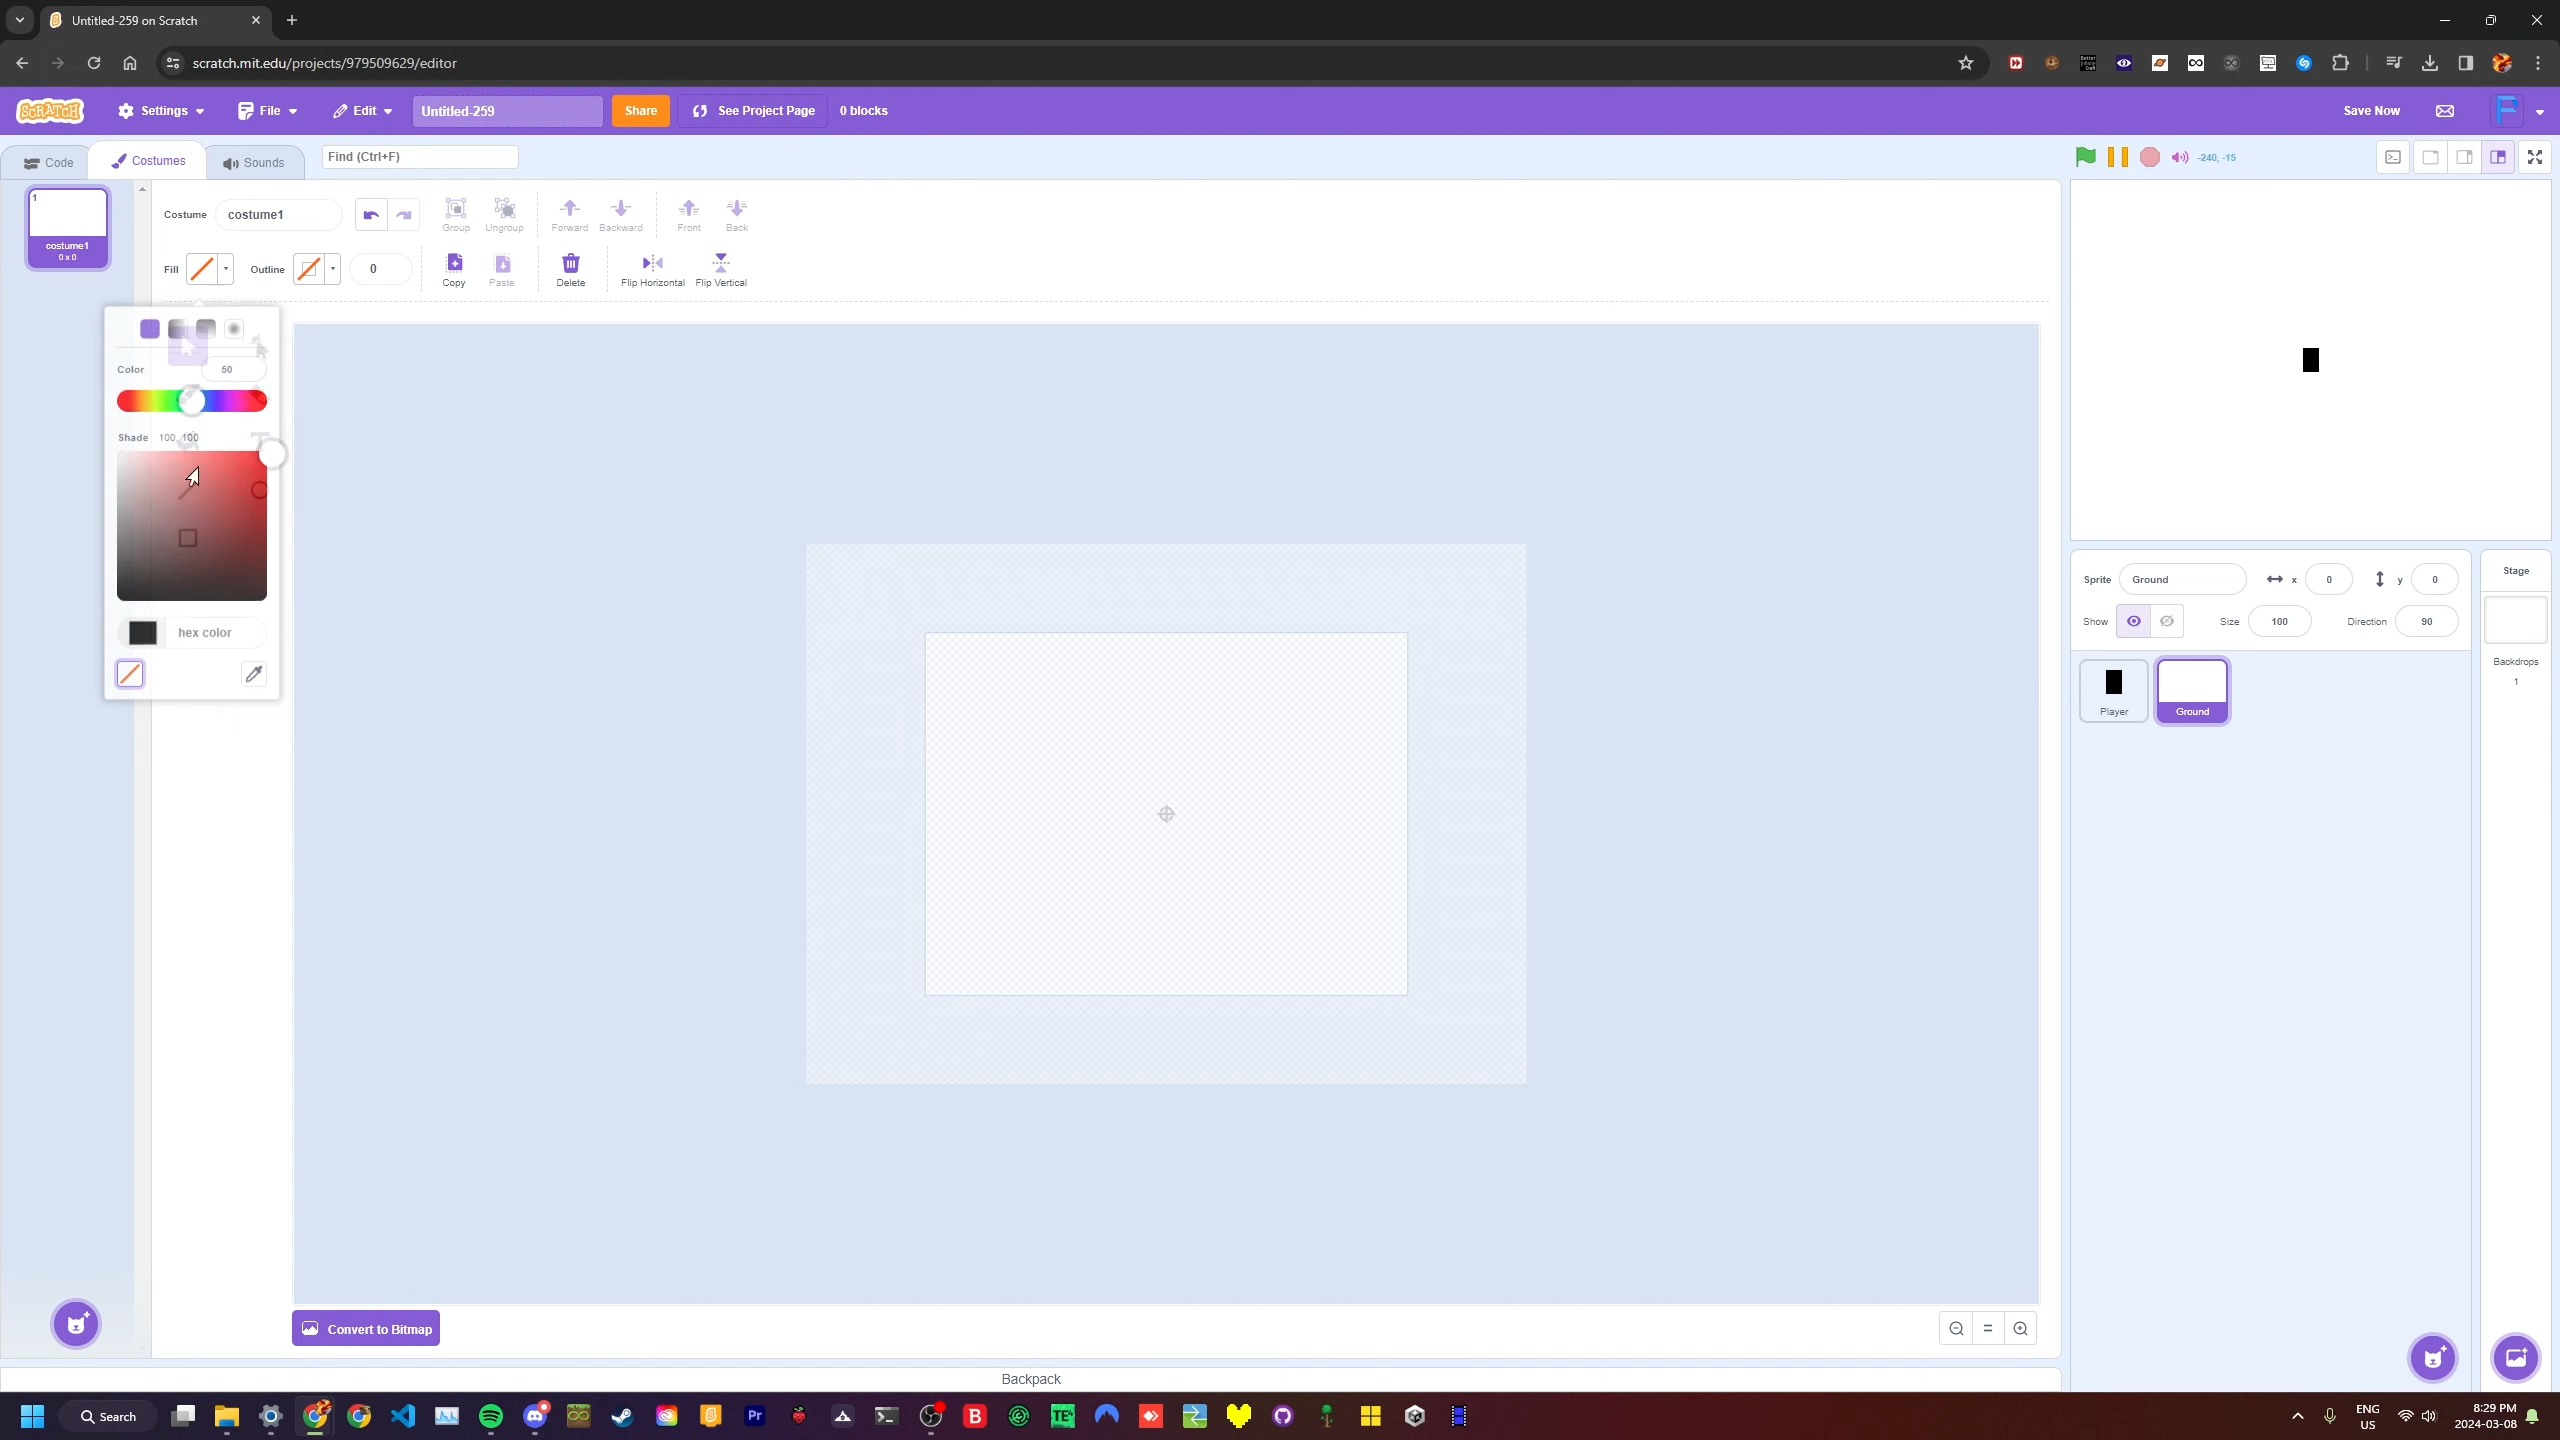 Untitled-259 on Scratch
scratch.mit.edu/projects/979509629/editor
SCRATCH
Settings
File
Edit
Untitled-259
Share
See Project Page
0 blocks
Save Now
Code
Costumes
Sounds
Find (Ctrl+F)
-240, -15
1
costume1
0 x 0
Costume
costume1
Group
Ungroup
Forward
Backward
Front
Back
Fill
Outline
0
Copy
Paste
Delete
Flip Horizontal
Flip Vertical
Color
50
Shade 100, 100
hex color
Sprite
Ground
x
0
y
0
Show
Size
100
Direction
90
Player
Ground
Stage
Backdrops
1
Convert to Bitmap
Backpack
Search
Pr
TE
ENG
US
8:29 PM
2024-03-08